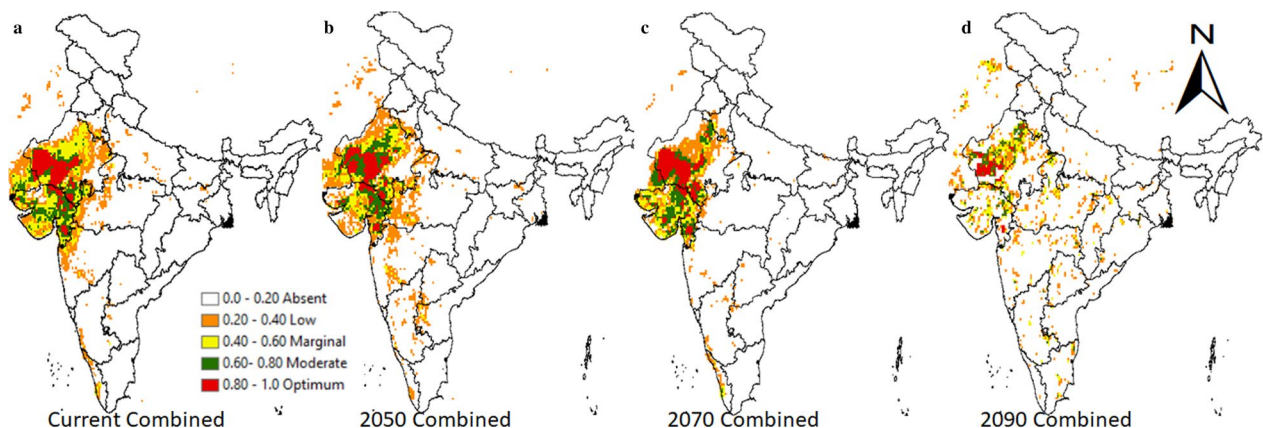 a
b
c
d
N
0.0 - 0.20 Absent
0.20 - 0.40 Low
0.40 - 0.60 Marginal
0.60- 0.80 Moderate
0.80 - 1.0 Optimum
Current Combined
2050 Combined
2070 Combined
2090 Combined